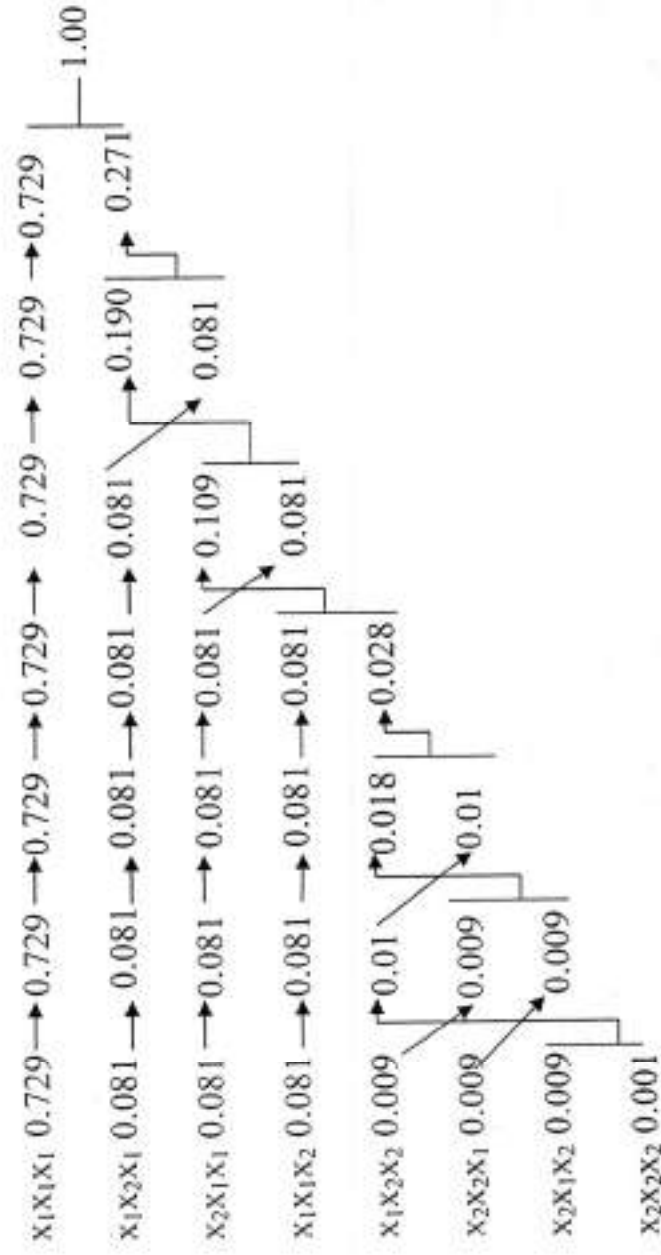 x₁x₁x₁ 0.729 → 0.729 → 0.729 → 0.729 → 0.729 → 0.729 → 0.729
1.00
x₁x₂x₁ 0.081 → 0.081 → 0.081 → 0.081 → 0.081 0.190 0.271
x₂x₁x₁ 0.081 → 0.081 → 0.081 → 0.081 0.109 0.081
x₁x₁x₂ 0.081 → 0.081 → 0.081 → 0.081 0.081
x₁x₂x₂ 0.009 0.01 0.018 0.028
x₂x₂x₁ 0.009 0.009 0.01
x₂x₁x₂ 0.009 0.009
x₂x₂x₂ 0.001